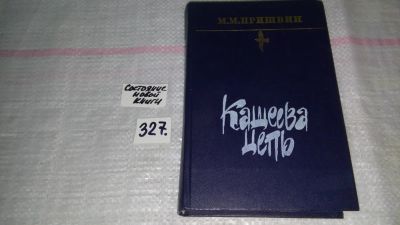 М.М.ПРИШВИН
Кащеева
цепь
Состояние
новой
книги
327.